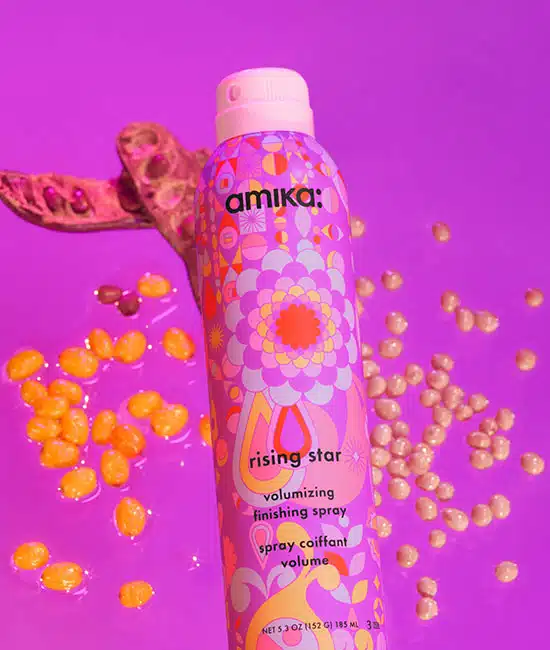 amika:
rising star
volumizing
finishing spray
spray coiffant
volume
NET 5.3 OZ (152 G) 185 ML